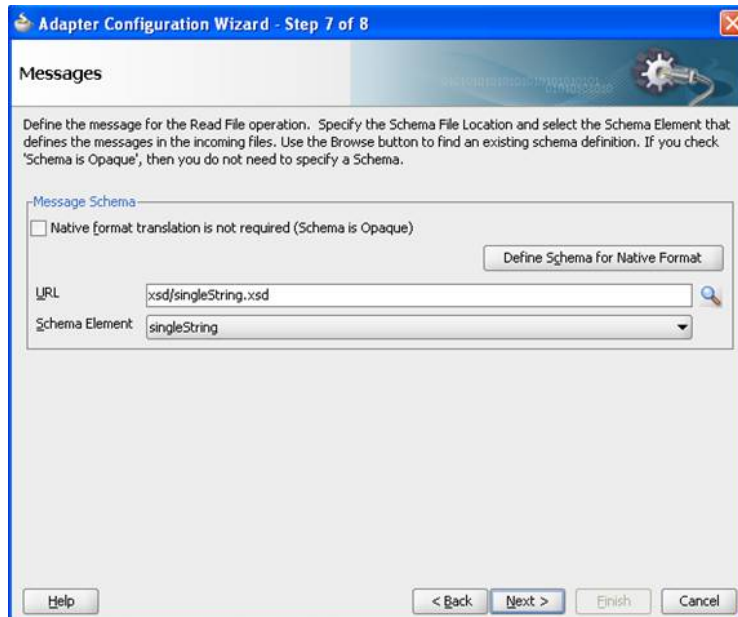 Adapter Configuration Wizard - Step 7 of 8
Messages
Define the message for the Read File operation. Specify the Schema File Location and select the Schema Element that
defines the messages in the incoming files. Use the Browse button to find an existing schema definition. If you check
'Schema is Opaque', then you do not need to specify a Schema.
Message Schema
Native format translation is not required (Schema is Opaque)
Define Schema for Native Format
URL
xsd/singleString.xsd
Schema Element
singleString
Help
< Back
Next >
Finish
Cancel